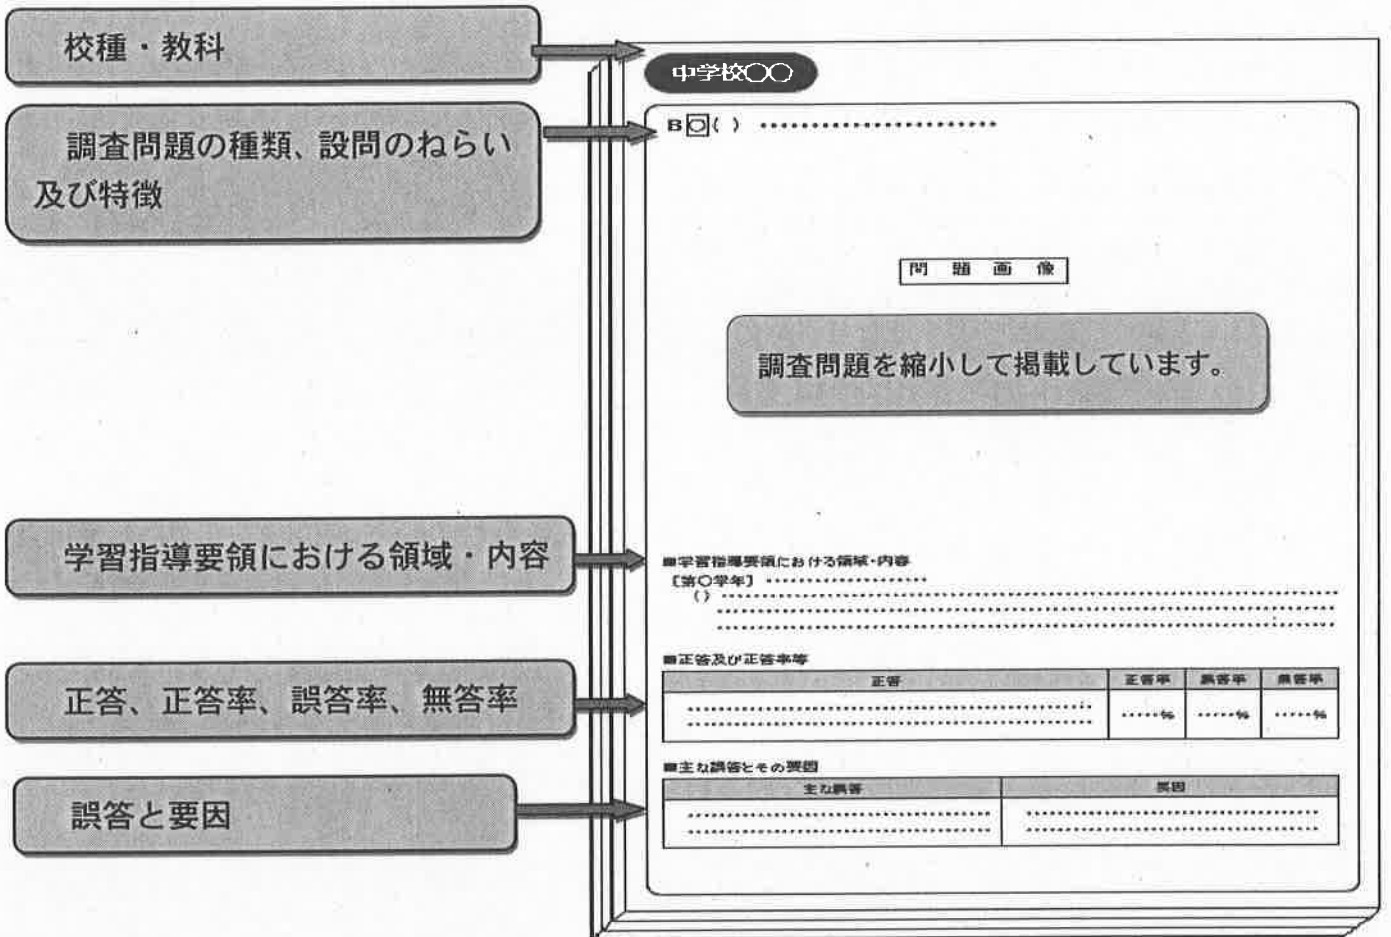 校種・教科
中学校〇〇
調査問題の種類、設問のねらい
及び特徴
B〇( ) ························
問 題 画 像
調査問題を縮小して掲載しています。
学習指導要領における領域・内容
■学習指導要領における領域・内容
〔第〇学年〕 ····················
( ) ································································
································································
································································
正答、正答率、誤答率、無答率
■正答及び正答率等
正答 正答率 誤答率 無答率
········································ ·····% ·····% ·····%
········································
誤答と要因
■主な誤答とその要因
主な誤答 要因
······························ ······························
······························ ······························